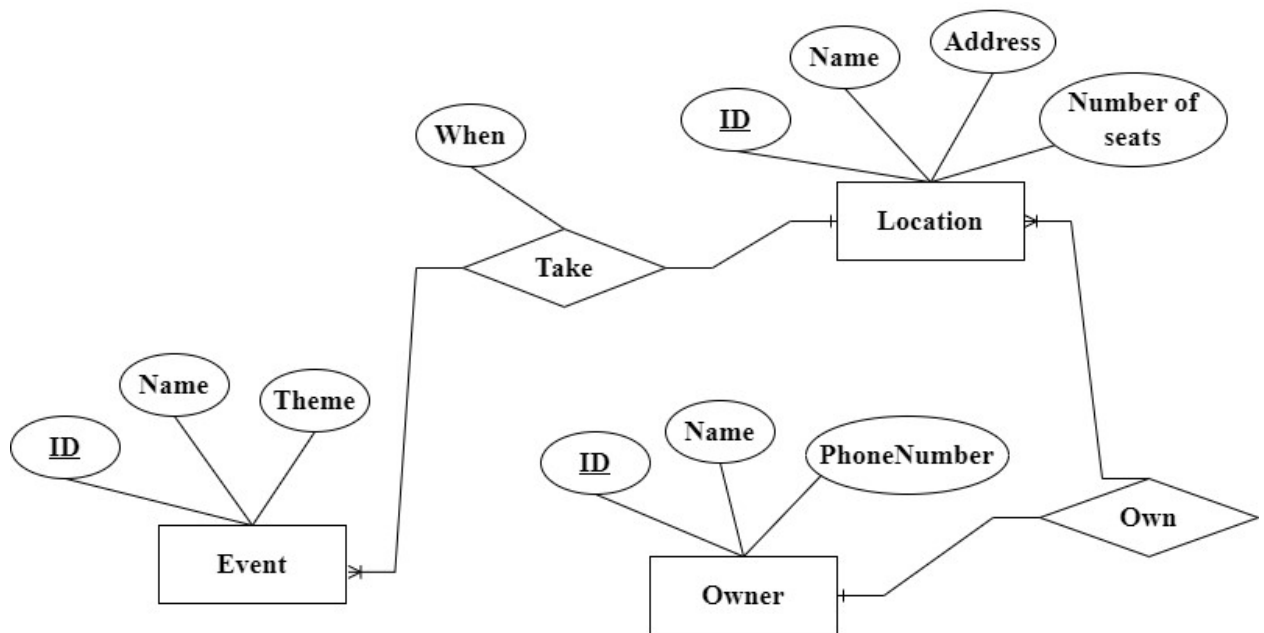 Address
Name
Number of
seats
ID
When
Location
Take
Name
Theme
ID
Name
PhoneNumber
ID
Own
Event
Owner